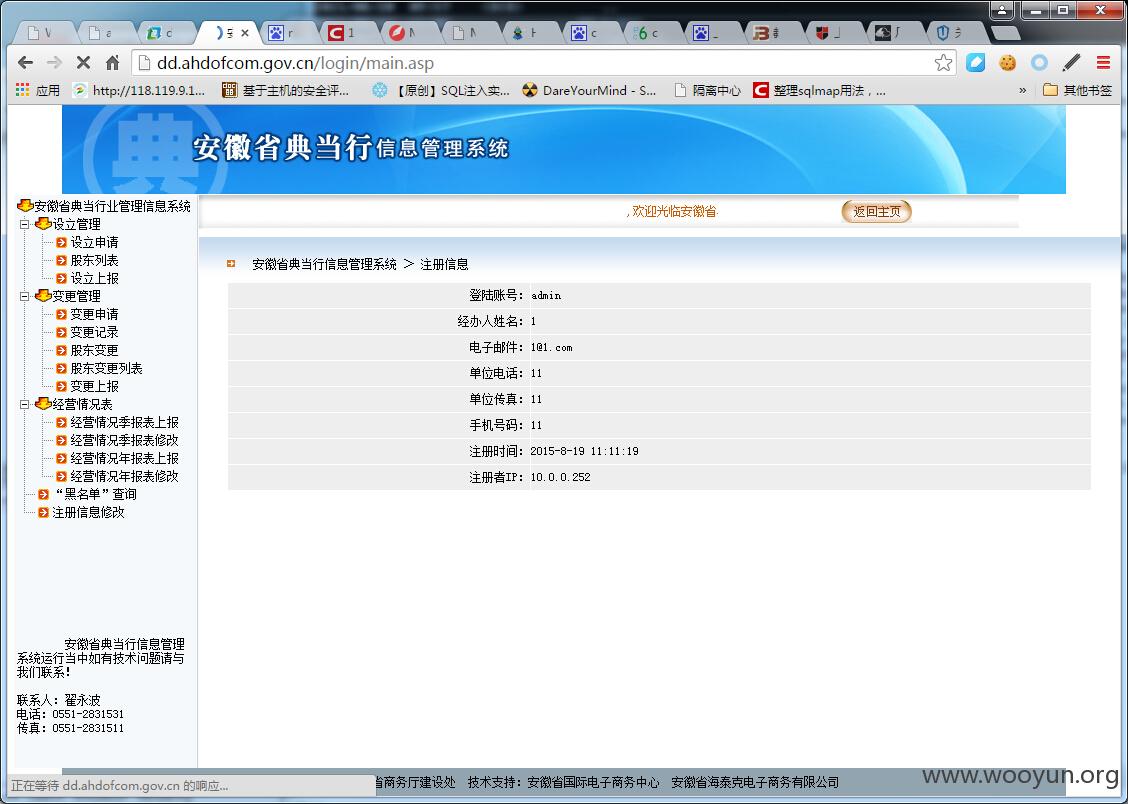 dd.ahdofcom.gov.cn/login/main.asp
应用 http://118.119.9.1... 基于主机的安全评... 【原创】SQL注入实... DareYourMind - S... 隔离中心 整理sqlmap用法，... » 其他书签
安徽省典当行信息管理系统
,欢迎光临安徽省
返回主页
安徽省典当行业管理信息系统
设立管理
设立申请
股东列表
设立上报
变更管理
变更申请
变更记录
股东变更
股东变更列表
变更上报
经营情况表
经营情况季报表上报
经营情况季报表修改
经营情况年报表上报
经营情况年报表修改
“黑名单”查询
注册信息修改
安徽省典当行信息管理系统 ＞ 注册信息
登陆账号：admin
经办人姓名：1
电子邮件：1@1.com
单位电话：11
单位传真：11
手机号码：11
注册时间：2015-8-19 11:11:19
注册者IP：10.0.0.252
安徽省典当行信息管理
系统运行当中如有技术问题请与
我们联系！
联系人：翟永波
电话：0551-2831531
传真：0551-2831511
正在等待 dd.ahdofcom.gov.cn 的响应...
省商务厅建设处 技术支持：安徽省国际电子商务中心 安徽省海泰克电子商务有限公司
www.wooyun.org